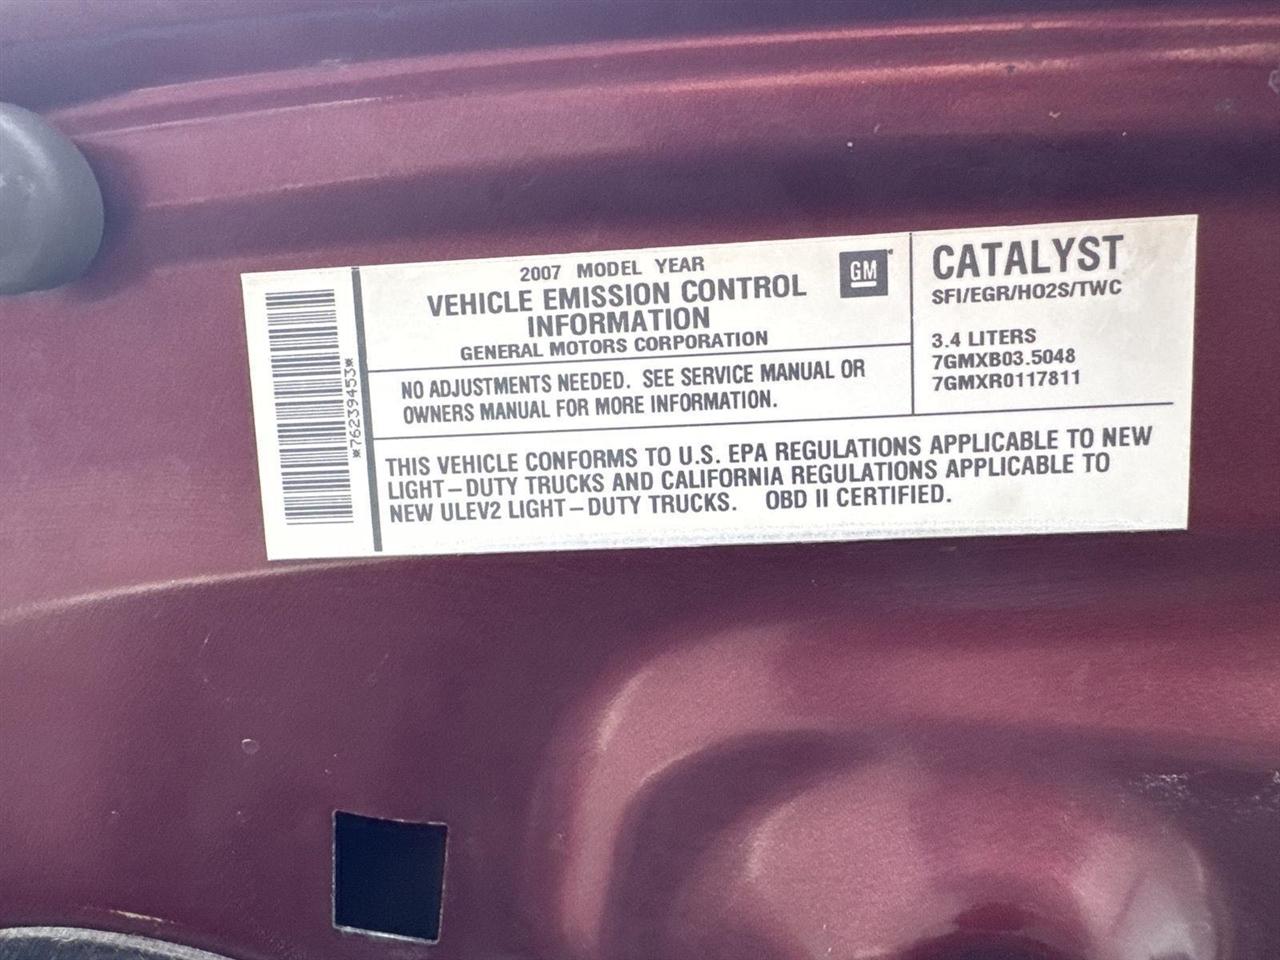 *76239453*
2007 MODEL YEAR
VEHICLE EMISSION CONTROL
INFORMATION
GENERAL MOTORS CORPORATION
GM
NO ADJUSTMENTS NEEDED. SEE SERVICE MANUAL OR
OWNERS MANUAL FOR MORE INFORMATION.
CATALYST
SFI/EGR/HO2S/TWC
3.4 LITERS
7GMXB03.5048
7GMXR0117811
THIS VEHICLE CONFORMS TO U.S. EPA REGULATIONS APPLICABLE TO NEW
LIGHT-DUTY TRUCKS AND CALIFORNIA REGULATIONS APPLICABLE TO
NEW ULEV2 LIGHT-DUTY TRUCKS. OBD II CERTIFIED.